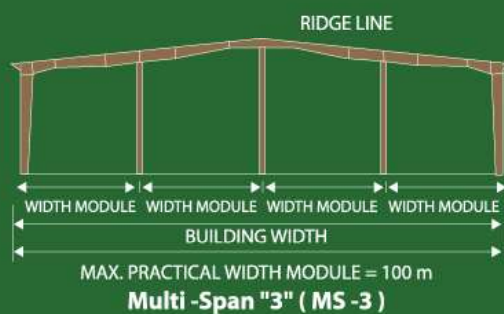 RIDGE LINE
WIDTH MODULE WIDTH MODULE WIDTH MODULE WIDTH MODULE
BUILDING WIDTH
MAX. PRACTICAL WIDTH MODULE = 100 m
Multi -Span "3" ( MS -3 )